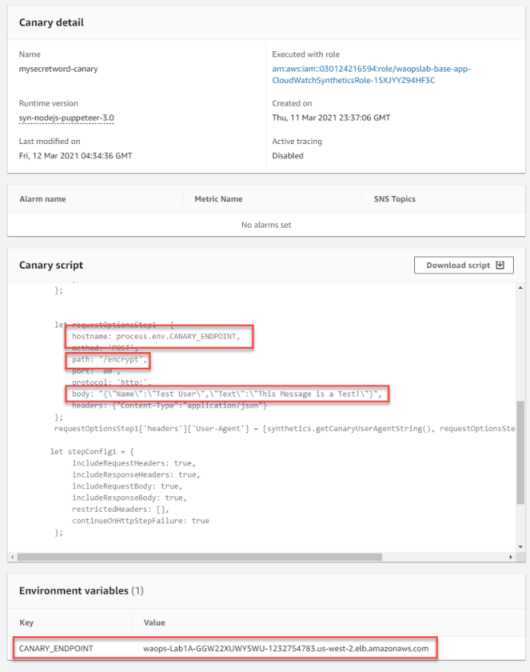 Canary detail
Name
mysecretword-canary
Executed with role
arn:aws:iam::030124216594:role/waopslab-base-app-
CloudWatchSyntheticsRole-15XJYYZ94HF3C
Runtime version
syn-nodejs-puppeteer-3.0
Created on
Thu, 11 Mar 2021 23:37:06 GMT
Last modified on
Fri, 12 Mar 2021 04:34:36 GMT
Active tracing
Disabled
Alarm name Metric Name SNS Topics
No alarms set
Canary script Download script
};
let requestOptionsStep1 = {
hostname: process.env.CANARY_ENDPOINT,
method: 'POST',
path: "/encrypt",
port: '80',
protocol: 'http:',
body: "{\"Name\":\"Test User\",\"Text\":\"This Message is a Test!\"}",
headers: {"Content-Type":"application/json"}
};
requestOptionsStep1['headers']['User-Agent'] = [synthetics.getCanaryUserAgentString(), requestOptionsSte
let stepConfig1 = {
includeRequestHeaders: true,
includeResponseHeaders: true,
includeRequestBody: true,
includeResponseBody: true,
restrictedHeaders: [],
continueOnHttpStepFailure: true
};
Environment variables (1)
Key Value
CANARY_ENDPOINT waops-Lab1A-GGW22XUWY5WU-1232754783.us-west-2.elb.amazonaws.com